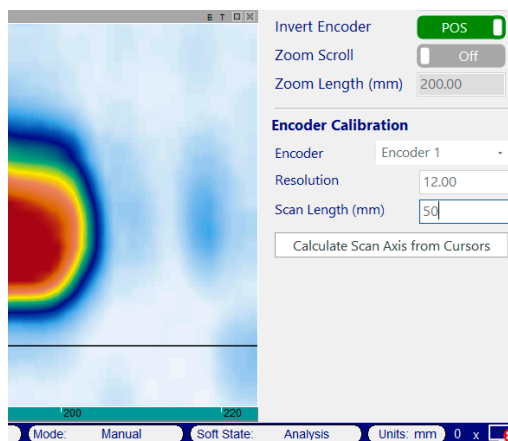 B T
Invert Encoder POS
Zoom Scroll Off
Zoom Length (mm) 200.00
Encoder Calibration
Encoder Encoder 1
Resolution 12.00
Scan Length (mm) 50
Calculate Scan Axis from Cursors
200 220
Mode: Manual Soft State: Analysis Units: mm 0 x